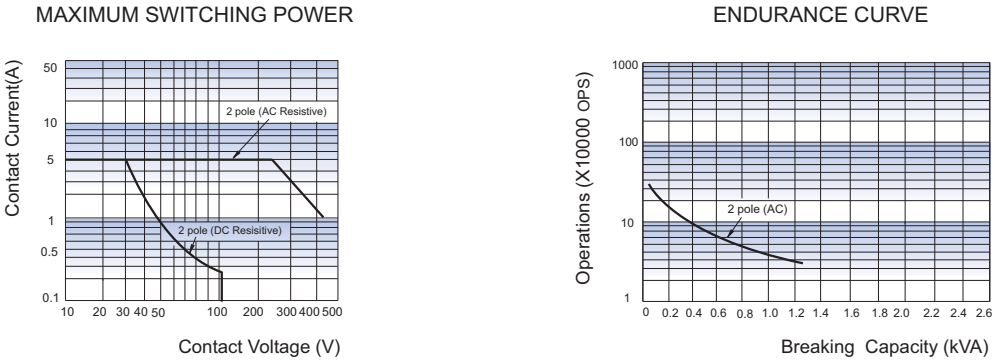 MAXIMUM SWITCHING POWER
Contact Current(A)
50
10
5
1
0.5
0.1
2 pole (AC Resistive)
2 pole (DC Resisitive)
10 20 30 40 50 100 200 300 400 500
Contact Voltage (V)
ENDURANCE CURVE
Operations (X10000 OPS)
1000
100
10
1
2 pole (AC)
0 0.2 0.4 0.6 0.8 1.0 1.2 1.4 1.6 1.8 2.0 2.2 2.4 2.6
Breaking Capacity (kVA)